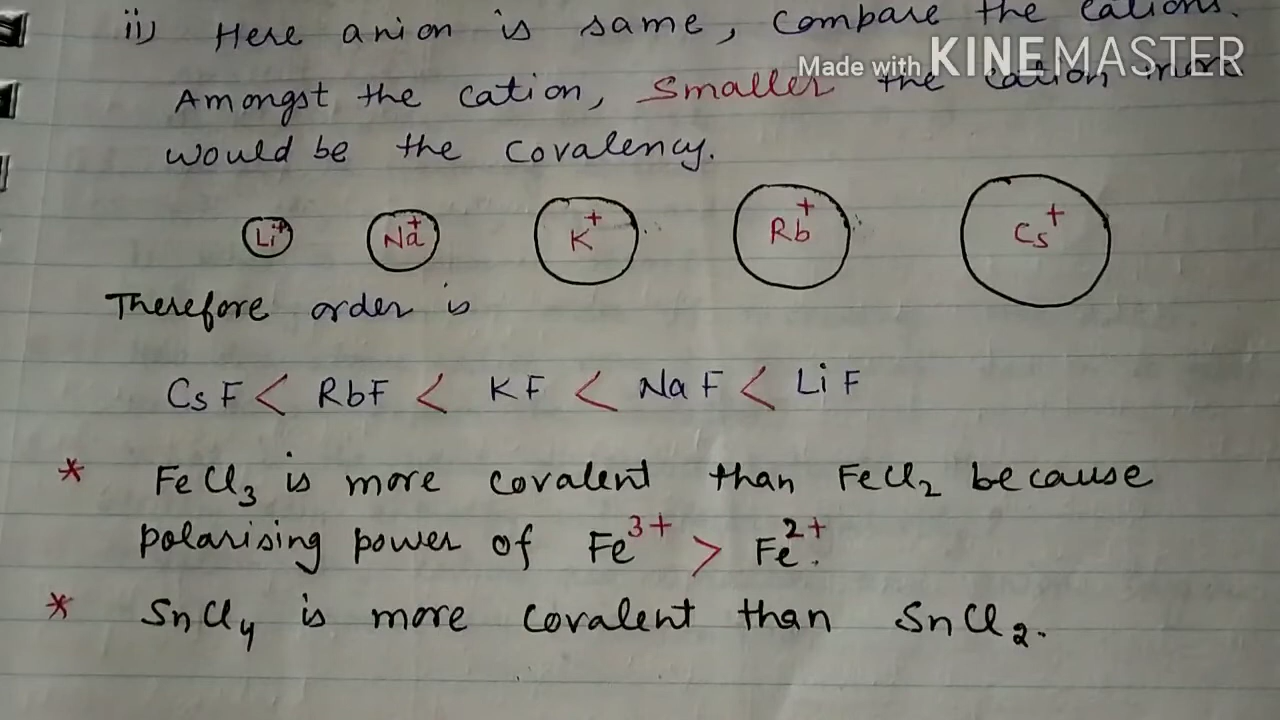 ii) Here anion is same, compare the cations.
Made with KINEMASTER
Amongst the cation, smaller the cation more
would be the covalency.
Li+ Na+ K+ Rb+ Cs+
Therefore order is
CsF < RbF < KF < NaF < LiF
* FeCl3 is more covalent than FeCl2 because
polarising power of Fe3+ > Fe2+.
* SnCl4 is more covalent than SnCl2.